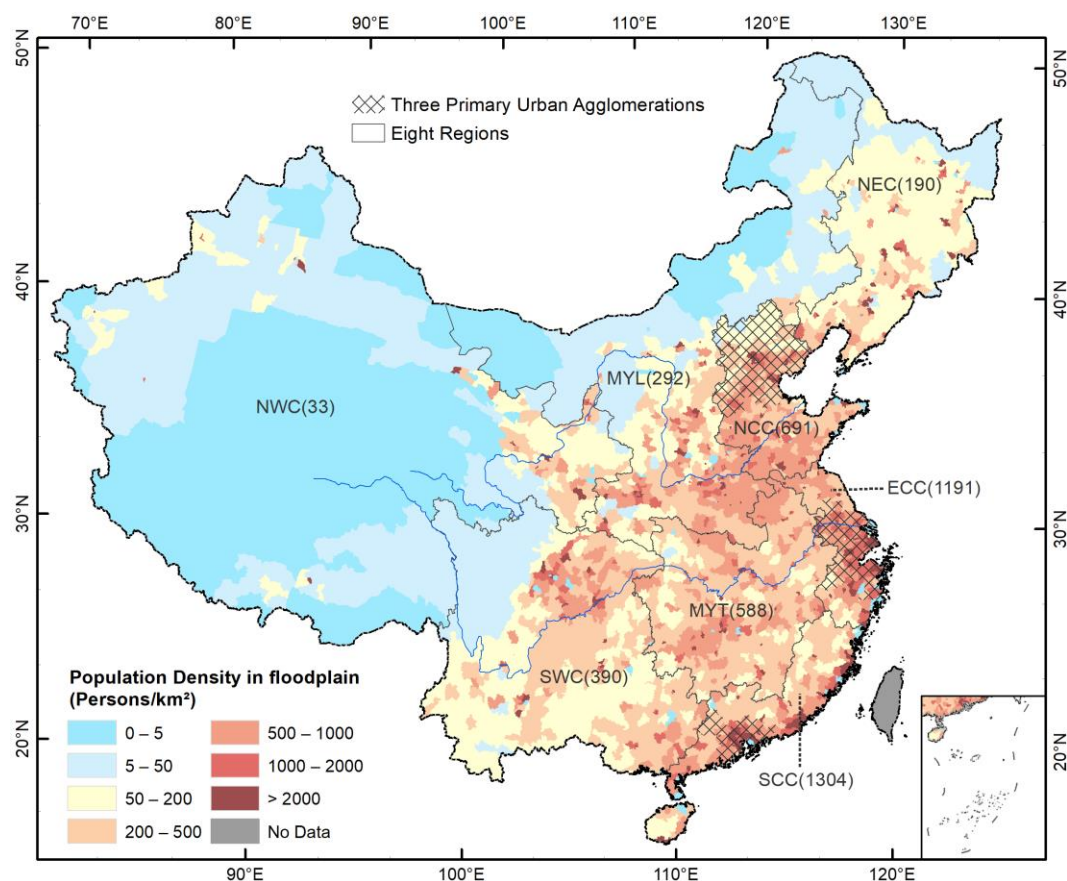 70°E 80°E 90°E 100°E 110°E 120°E 130°E
50°N
50°N
Three Primary Urban Agglomerations
Eight Regions
NEC(190)
40°N
40°N
MYL(292)
NWC(33)
NCC(691)
ECC(1191)
30°N
30°N
MYT(588)
SWC(390)
Population Density in floodplain
(Persons/km²)
0 – 5
500 – 1000
5 – 50
1000 – 2000
50 – 200
> 2000
200 – 500
No Data
20°N
20°N
SCC(1304)
90°E 100°E 110°E 120°E